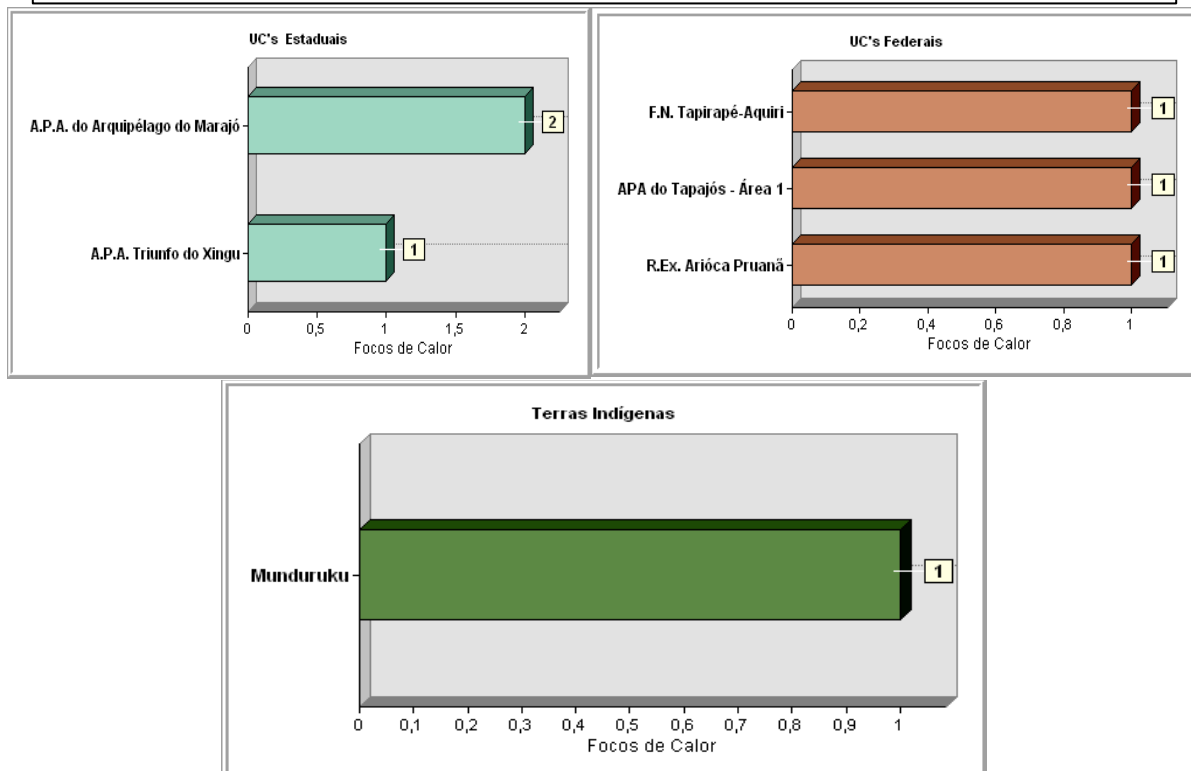 UC's Estaduais
A.P.A. do Arquipélago do Marajó
2
A.P.A. Triunfo do Xingu
1
0 0,5 1 1,5 2
Focos de Calor
UC's Federais
F.N. Tapirapé-Aquiri
1
APA do Tapajós - Área 1
1
R.Ex. Arióca Pruanã
1
0 0,2 0,4 0,6 0,8 1
Focos de Calor
Terras Indígenas
Munduruku
1
0 0,1 0,2 0,3 0,4 0,5 0,6 0,7 0,8 0,9 1
Focos de Calor